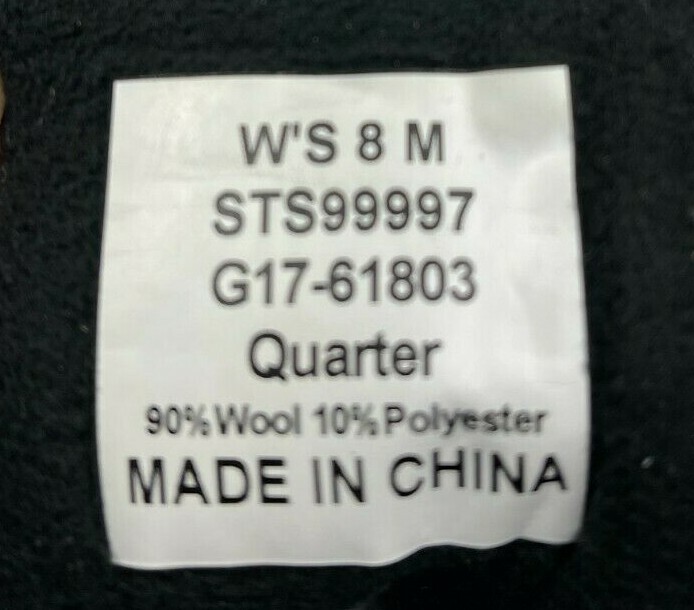 W'S 8 M
STS99997
G17-61803
Quarter
90% Wool 10% Polyester
MADE IN CHINA